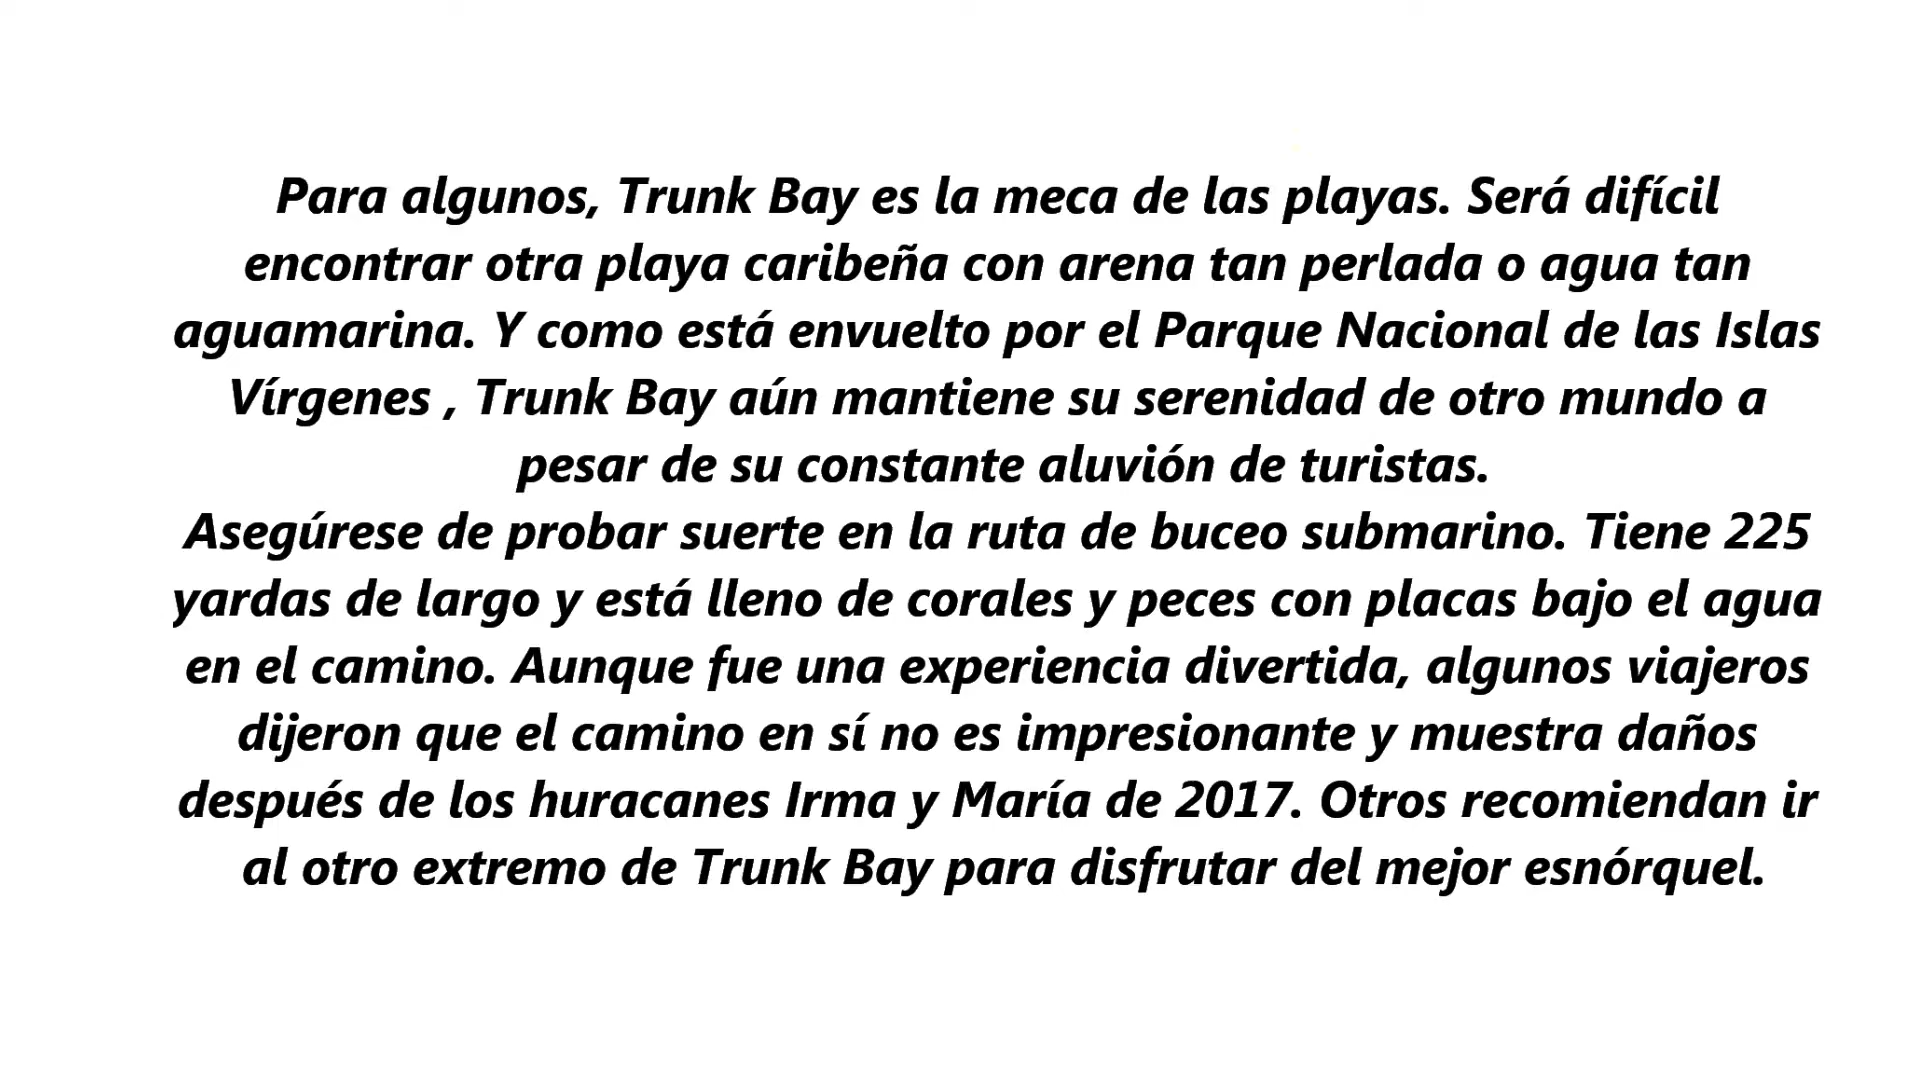 Para algunos, Trunk Bay es la meca de las playas. Será difícil
encontrar otra playa caribeña con arena tan perlada o agua tan
aguamarina. Y como está envuelto por el Parque Nacional de las Islas
Vírgenes , Trunk Bay aún mantiene su serenidad de otro mundo a
pesar de su constante aluvión de turistas.
Asegúrese de probar suerte en la ruta de buceo submarino. Tiene 225
yardas de largo y está lleno de corales y peces con placas bajo el agua
en el camino. Aunque fue una experiencia divertida, algunos viajeros
dijeron que el camino en sí no es impresionante y muestra daños
después de los huracanes Irma y María de 2017. Otros recomiendan ir
al otro extremo de Trunk Bay para disfrutar del mejor esnórquel.